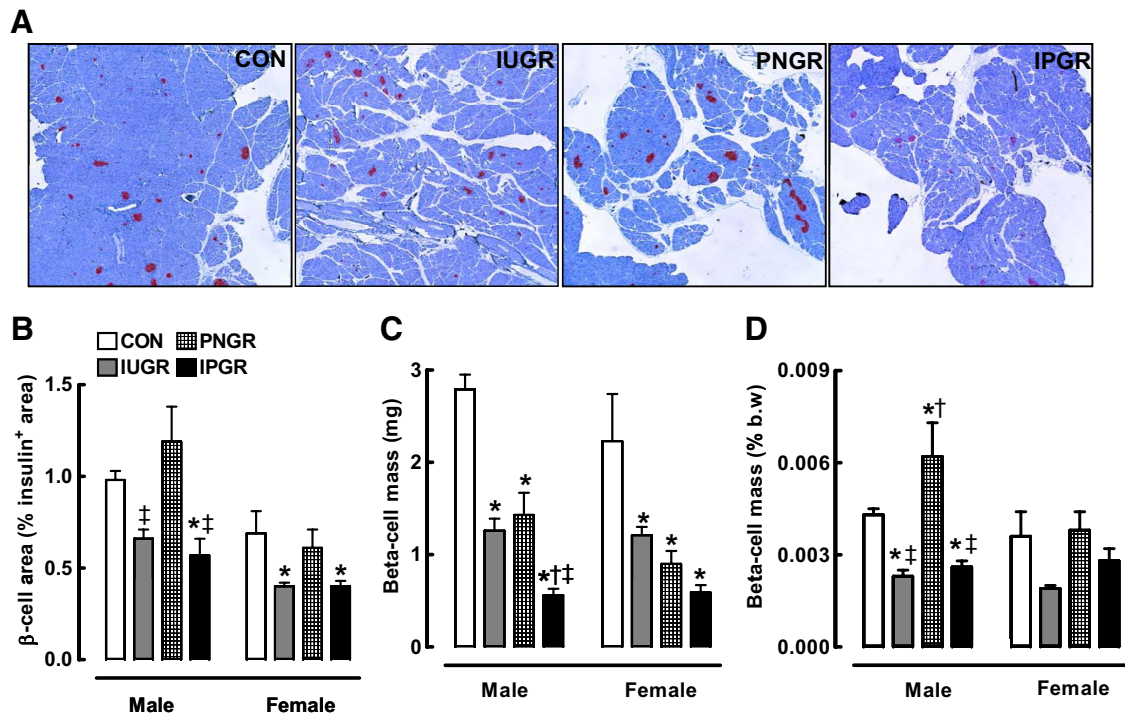 A
CON
IUGR
PNGR
IPGR
B
CON
PNGR
IUGR
IPGR
β-cell area (% insulin⁺ area)
1.5
1.0
0.5
0.0
‡
*‡
*
*
Male
Female
C
Beta-cell mass (mg)
3
2
1
0
*
*
*†‡
*
*
*
Male
Female
D
Beta-cell mass (% b.w)
0.009
0.006
0.003
0.000
*‡
*†
*‡
Male
Female